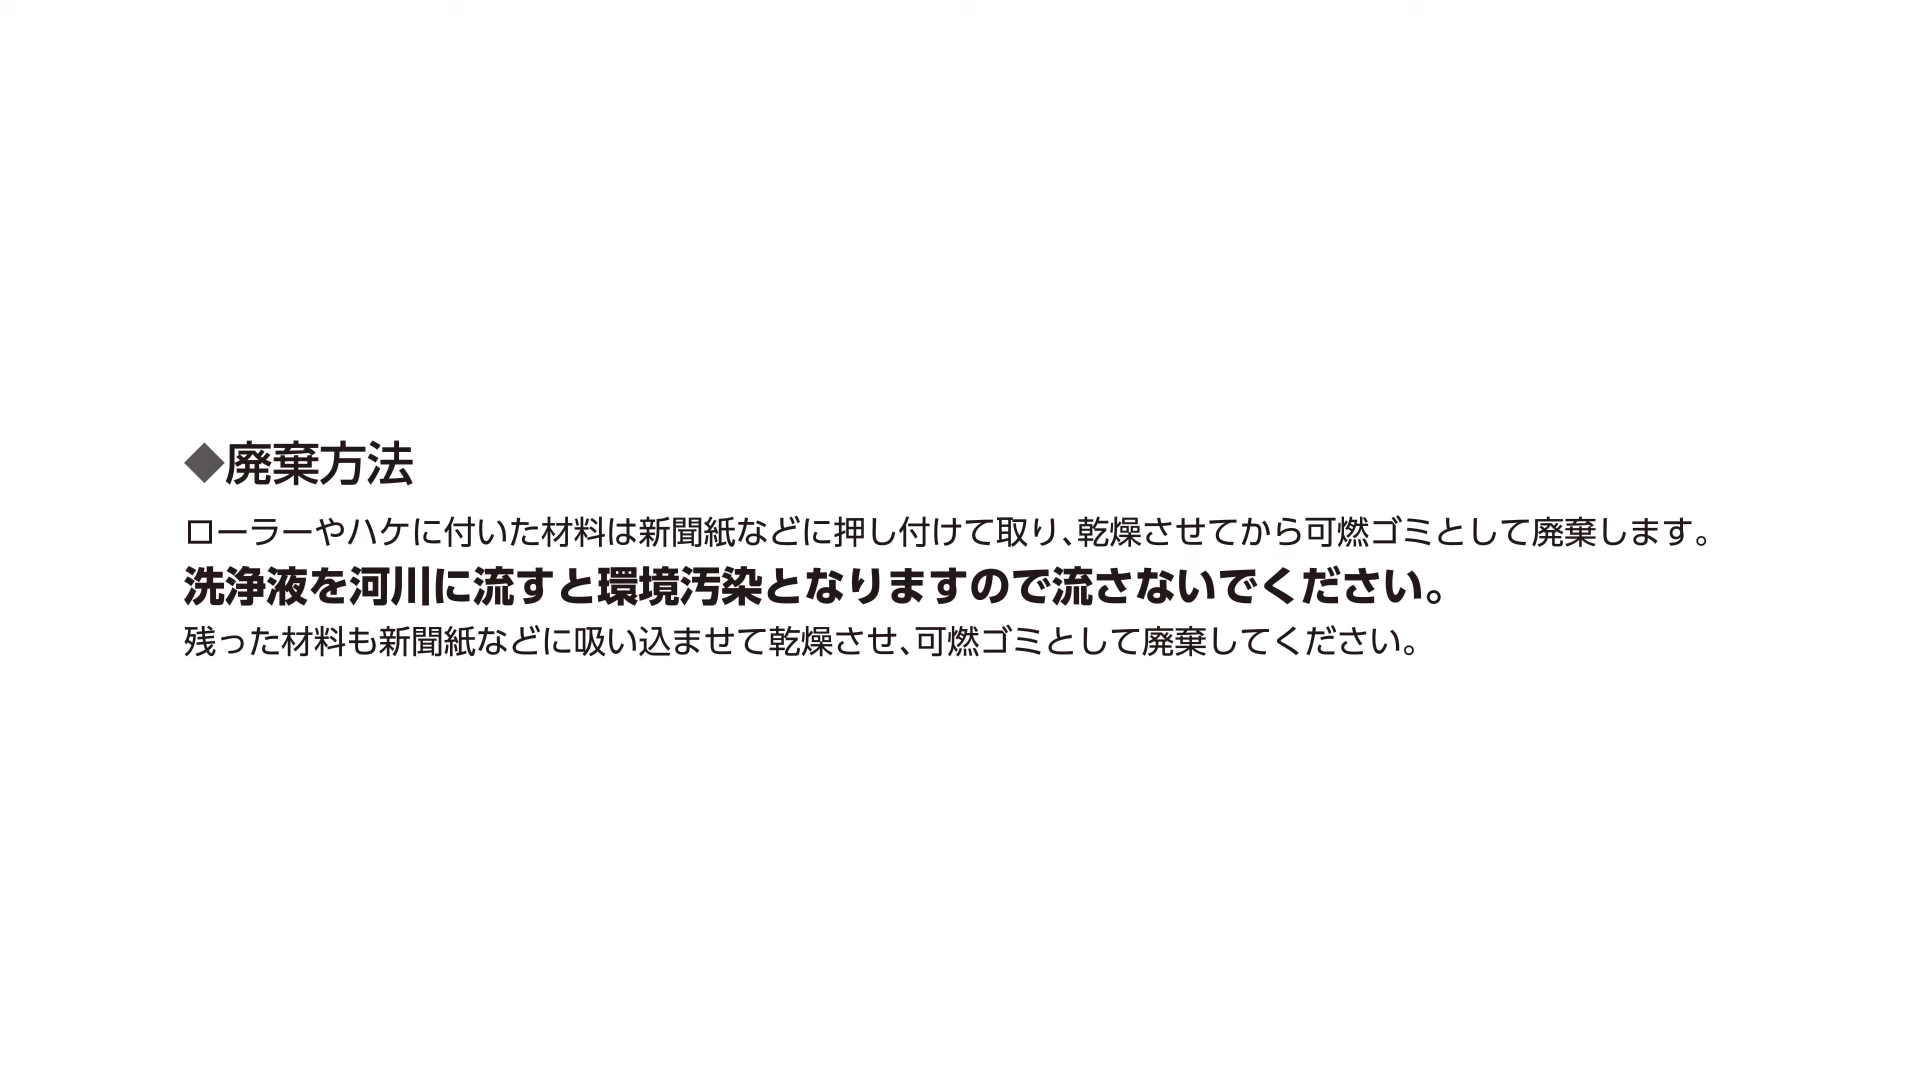 ◆廃棄方法
ローラーやハケに付いた材料は新聞紙などに押し付けて取り、乾燥させてから可燃ゴミとして廃棄します。
洗浄液を河川に流すと環境汚染となりますので流さないでください。
残った材料も新聞紙などに吸い込ませて乾燥させ、可燃ゴミとして廃棄してください。